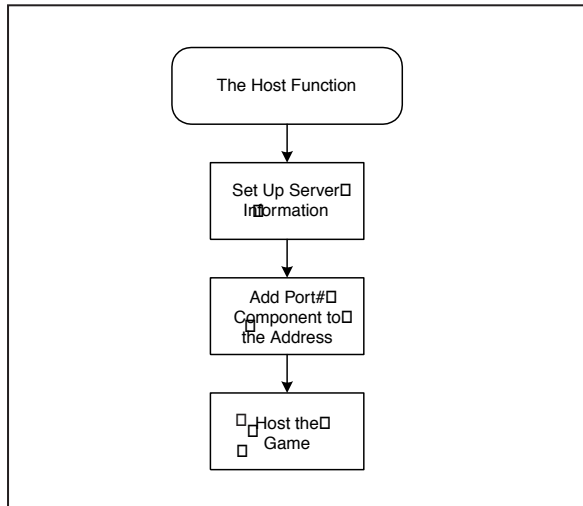 The Host Function
Set Up Server
Information
Add Port#
Component to
the Address
Host the
Game